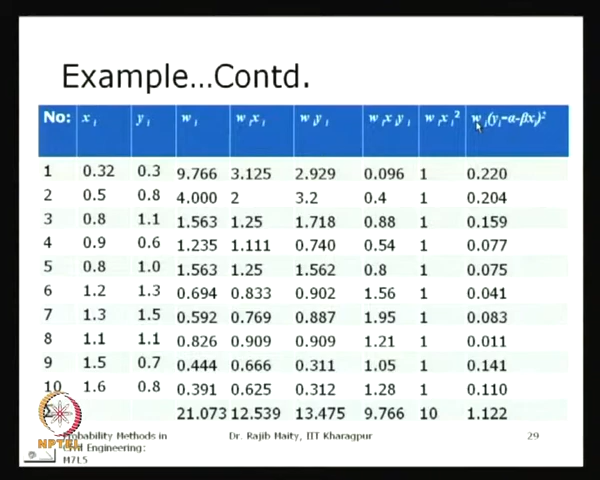 Example...Contd.
No: x i y i w i w ix i w iy i w ix iy i w ix i² w i(yi-α-βxi)²
1 0.32 0.3 9.766 3.125 2.929 0.096 1 0.220
2 0.5 0.8 4.000 2 3.2 0.4 1 0.204
3 0.8 1.1 1.563 1.25 1.718 0.88 1 0.159
4 0.9 0.6 1.235 1.111 0.740 0.54 1 0.077
5 0.8 1.0 1.563 1.25 1.562 0.8 1 0.075
6 1.2 1.3 0.694 0.833 0.902 1.56 1 0.041
7 1.3 1.5 0.592 0.769 0.887 1.95 1 0.083
8 1.1 1.1 0.826 0.909 0.909 1.21 1 0.011
9 1.5 0.7 0.444 0.666 0.311 1.05 1 0.141
10 1.6 0.8 0.391 0.625 0.312 1.28 1 0.110
Σ 21.073 12.539 13.475 9.766 10 1.122
NPTEL
Probability Methods in
Civil Engineering:
M7L5
Dr. Rajib Maity, IIT Kharagpur
29